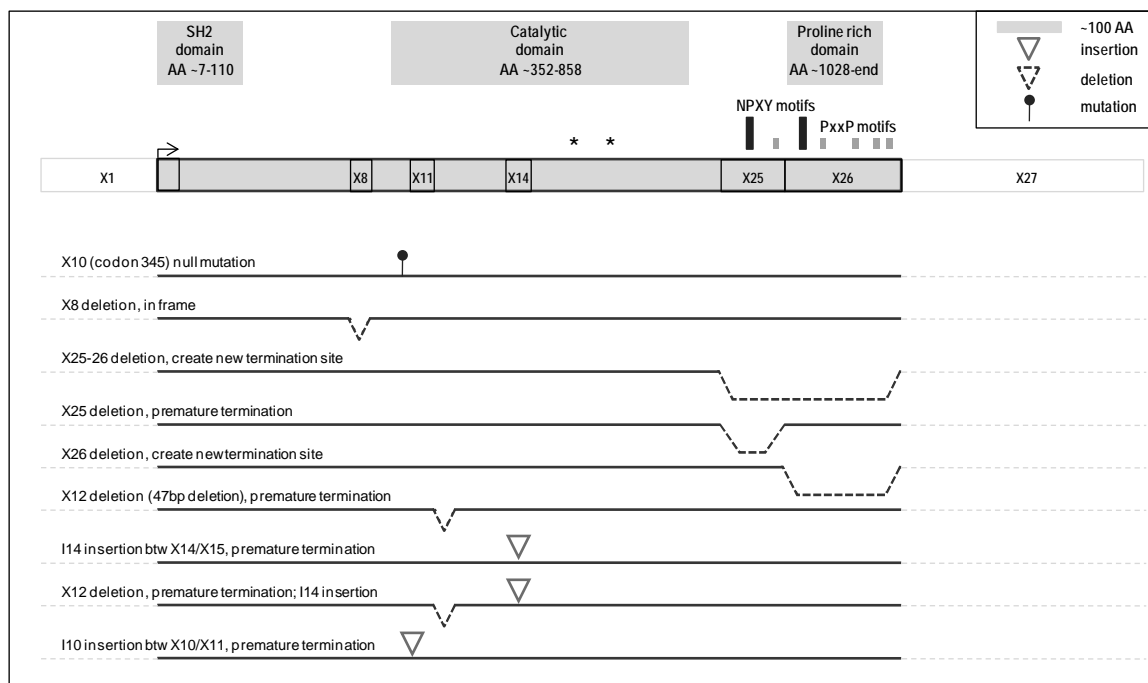 SH2
domain
AA ~7-110
Catalytic
domain
AA ~352-858
Proline rich
domain
AA ~1028-end
~100 AA
insertion
deletion
mutation
NPXY motifs
PxxP motifs
* *
X1 X8 X11 X14 X25 X26 X27
X10 (codon 345) null mutation
X8 deletion, in frame
X25-26 deletion, create new termination site
X25 deletion, premature termination
X26 deletion, create new termination site
X12 deletion (47bp deletion), premature termination
I14 insertion btw X14/X15, premature termination
X12 deletion, premature termination; I14 insertion
I10 insertion btw X10/X11, premature termination